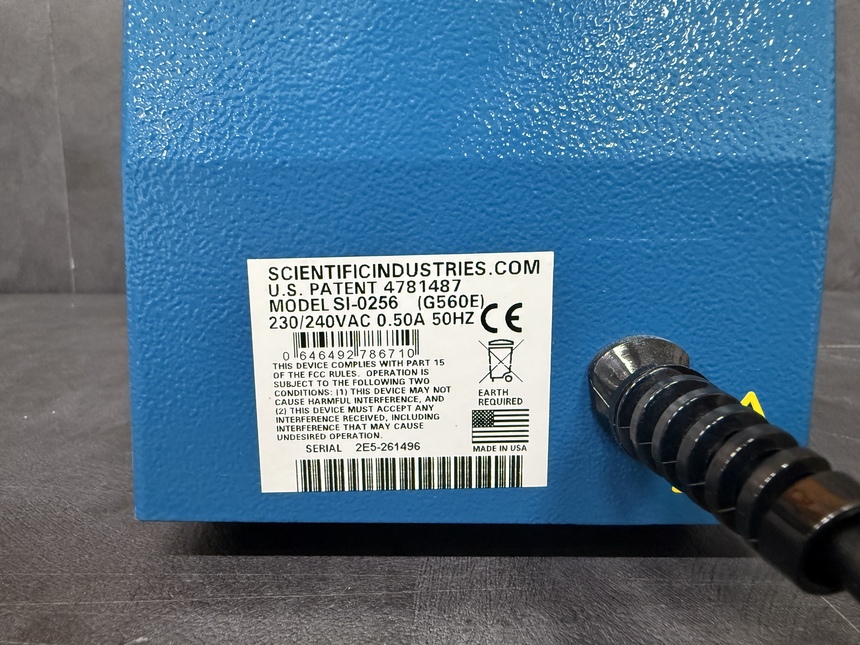 SCIENTIFICINDUSTRIES.COM
U.S. PATENT 4781487
MODEL SI-0256 (G560E)
230/240VAC 0.50A 50HZ CE
0 646492 786710
THIS DEVICE COMPLIES WITH PART 15
OF THE FCC RULES. OPERATION IS
SUBJECT TO THE FOLLOWING TWO
CONDITIONS: (1) THIS DEVICE MAY NOT
CAUSE HARMFUL INTERFERENCE, AND
(2) THIS DEVICE MUST ACCEPT ANY
INTERFERENCE RECEIVED, INCLUDING
INTERFERENCE THAT MAY CAUSE
UNDESIRED OPERATION.
EARTH
REQUIRED
MADE IN USA
SERIAL 2E5-261496